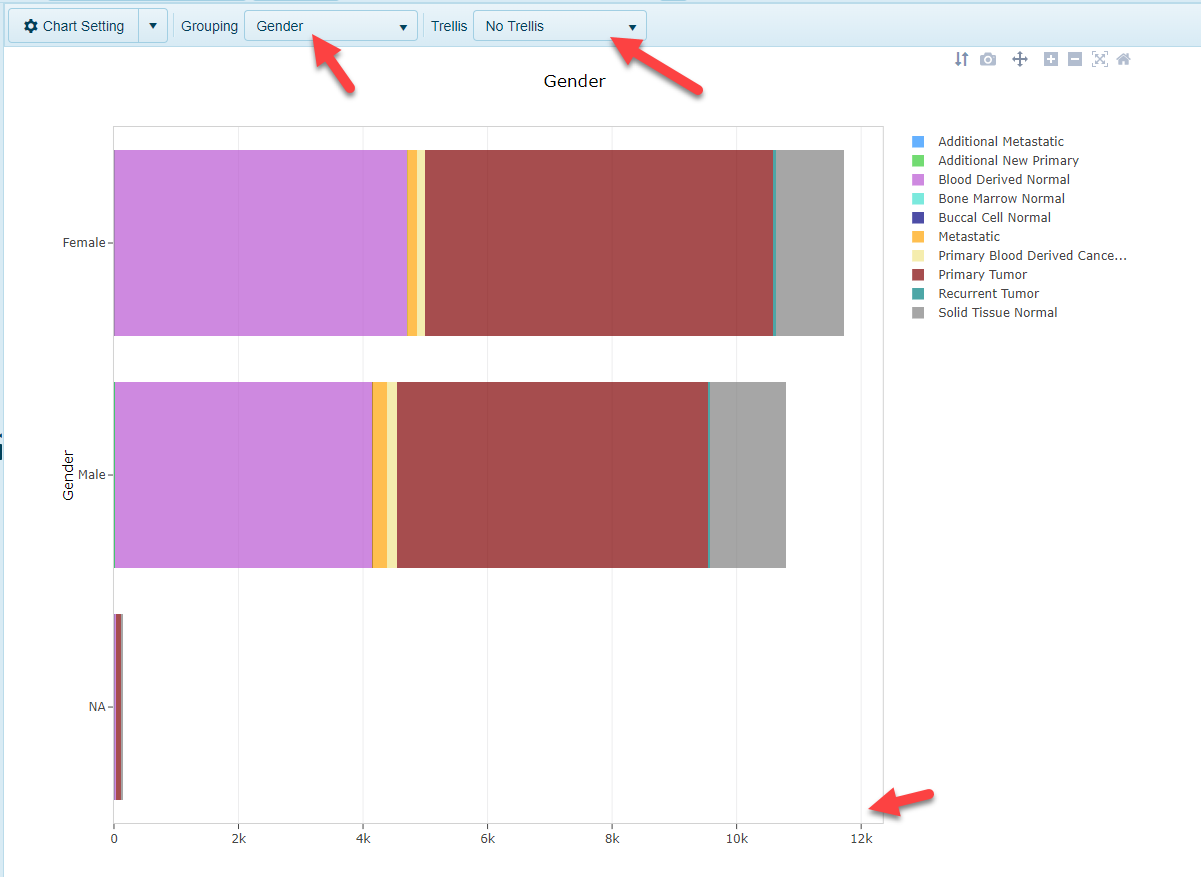 Chart Setting
Grouping
Gender
Trellis
No Trellis
Gender
Additional Metastatic
Additional New Primary
Blood Derived Normal
Bone Marrow Normal
Buccal Cell Normal
Metastatic
Primary Blood Derived Cance...
Primary Tumor
Recurrent Tumor
Solid Tissue Normal
Female
Gender
Male
NA
0 2k 4k 6k 8k 10k 12k